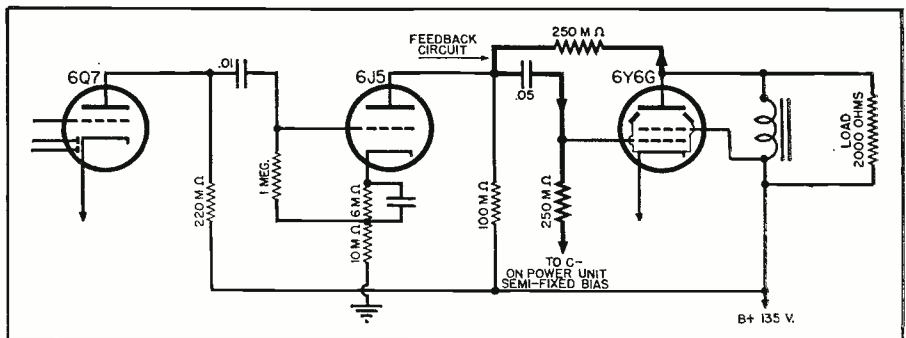 FEEDBACK
CIRCUIT
250 M Ω
6Q7
.01
6J5
.05
6Y6G
220 M Ω
1 MEG.
6 M Ω
10 M Ω
100 M Ω
250 M Ω
LOAD
2000 OHMS
TO C-
ON POWER UNIT
SEMI-FIXED BIAS
B+ 135 V.